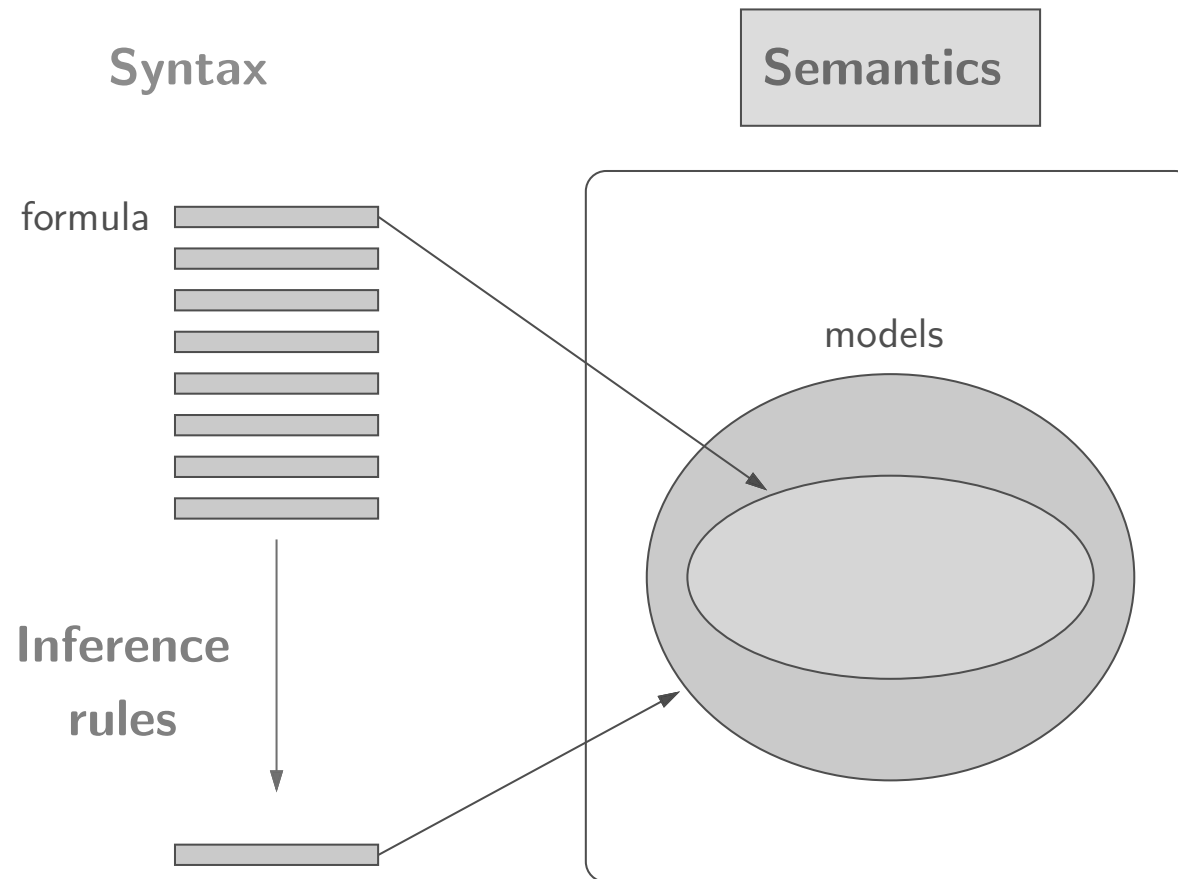 Syntax
Semantics
formula
models
Inference
rules